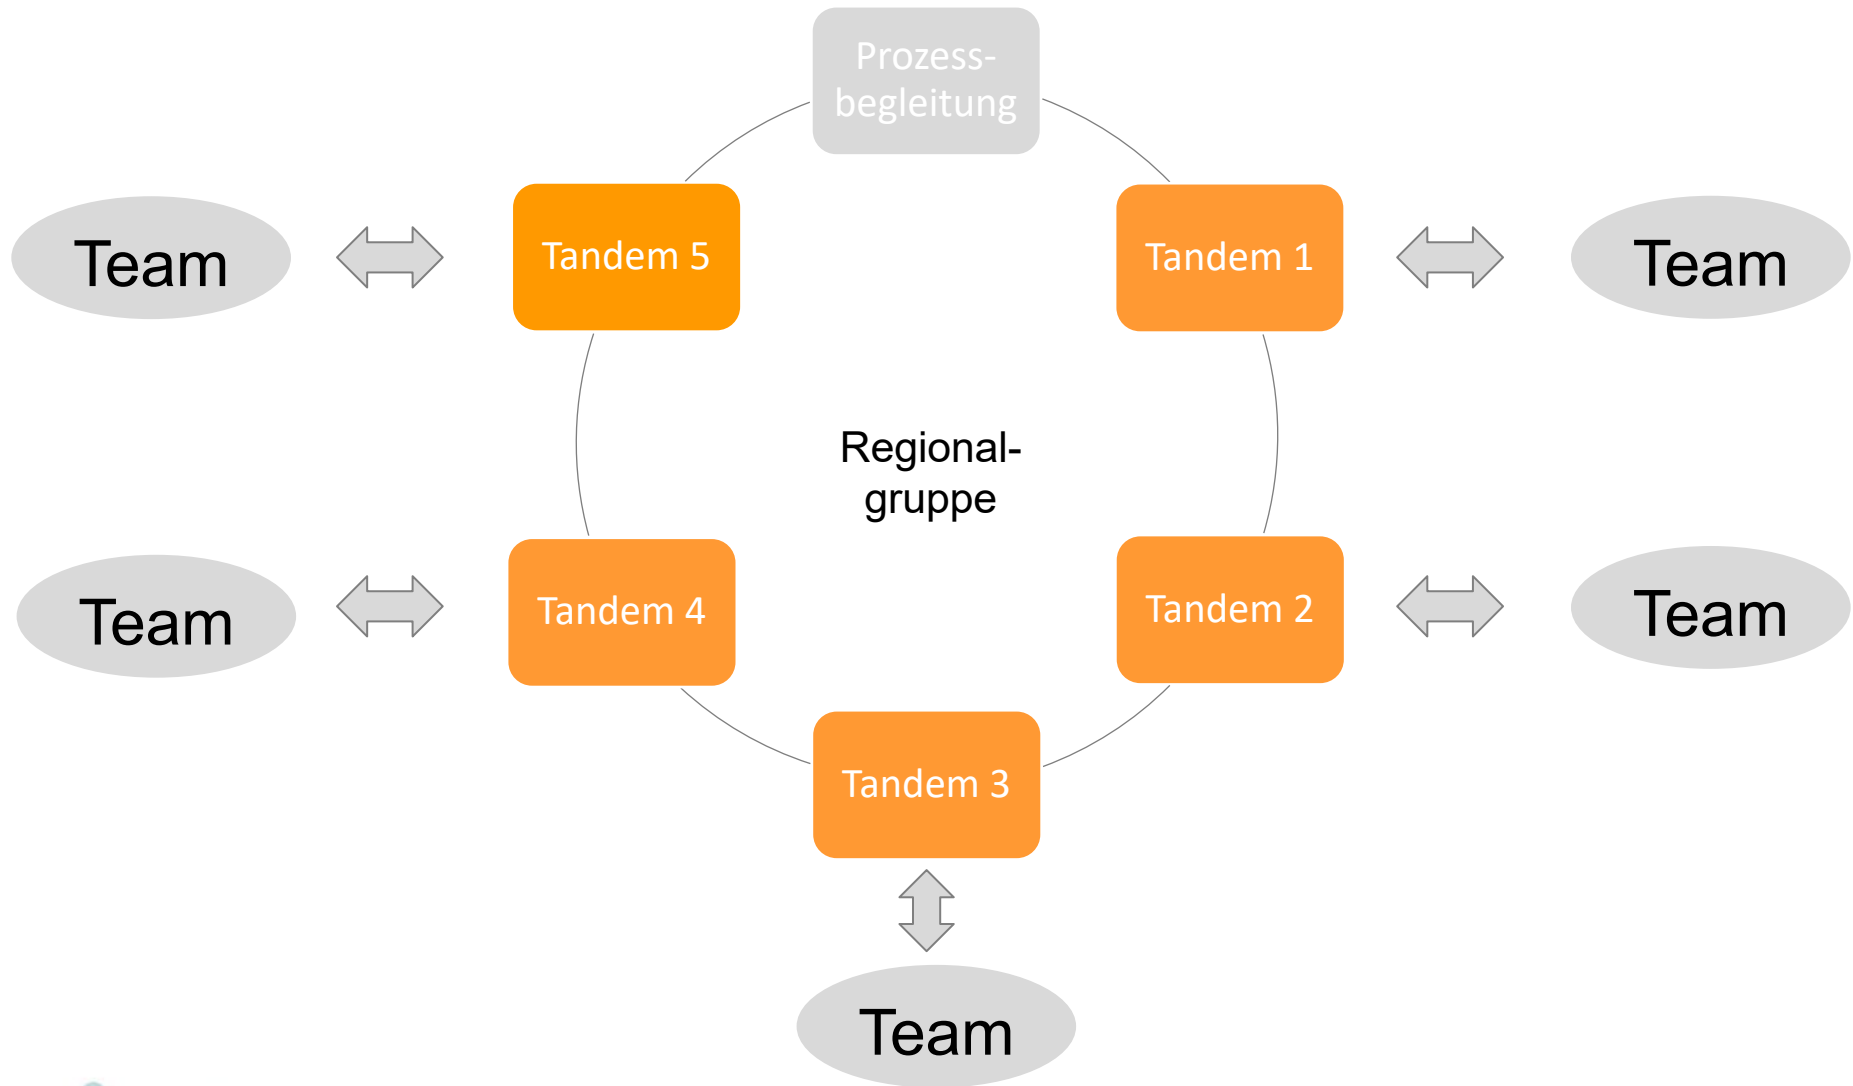 Prozess-
begleitung
Team
Tandem 5
Tandem 1
Team
Regional-
gruppe
Team
Tandem 4
Tandem 2
Team
Tandem 3
Team